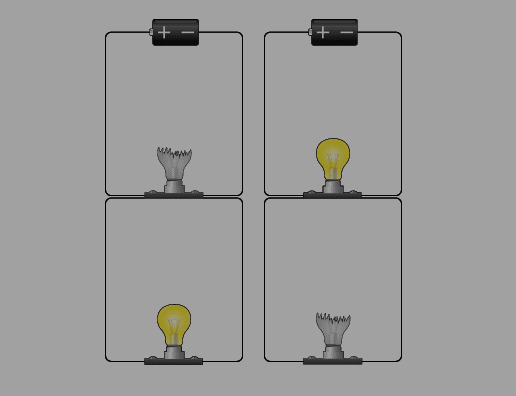 + − + −